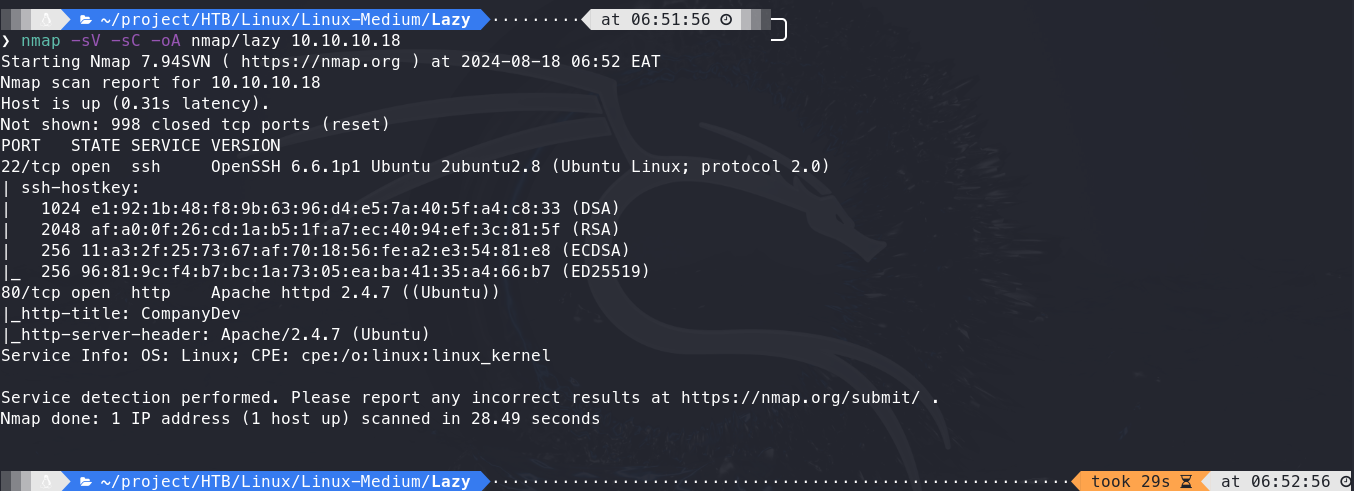 ~/project/HTB/Linux/Linux-Medium/Lazy ········· at 06:51:56
❯ nmap -sV -sC -oA nmap/lazy 10.10.10.18
Starting Nmap 7.94SVN ( https://nmap.org ) at 2024-08-18 06:52 EAT
Nmap scan report for 10.10.10.18
Host is up (0.31s latency).
Not shown: 998 closed tcp ports (reset)
PORT   STATE SERVICE VERSION
22/tcp open  ssh     OpenSSH 6.6.1p1 Ubuntu 2ubuntu2.8 (Ubuntu Linux; protocol 2.0)
| ssh-hostkey:
|   1024 e1:92:1b:48:f8:9b:63:96:d4:e5:7a:40:5f:a4:c8:33 (DSA)
|   2048 af:a0:0f:26:cd:1a:b5:1f:a7:ec:40:94:ef:3c:81:5f (RSA)
|   256 11:a3:2f:25:73:67:af:70:18:56:fe:a2:e3:54:81:e8 (ECDSA)
|_  256 96:81:9c:f4:b7:bc:1a:73:05:ea:ba:41:35:a4:66:b7 (ED25519)
80/tcp open  http    Apache httpd 2.4.7 ((Ubuntu))
|_http-title: CompanyDev
|_http-server-header: Apache/2.4.7 (Ubuntu)
Service Info: OS: Linux; CPE: cpe:/o:linux:linux_kernel

Service detection performed. Please report any incorrect results at https://nmap.org/submit/ .
Nmap done: 1 IP address (1 host up) scanned in 28.49 seconds

~/project/HTB/Linux/Linux-Medium/Lazy ········· took 29s at 06:52:56